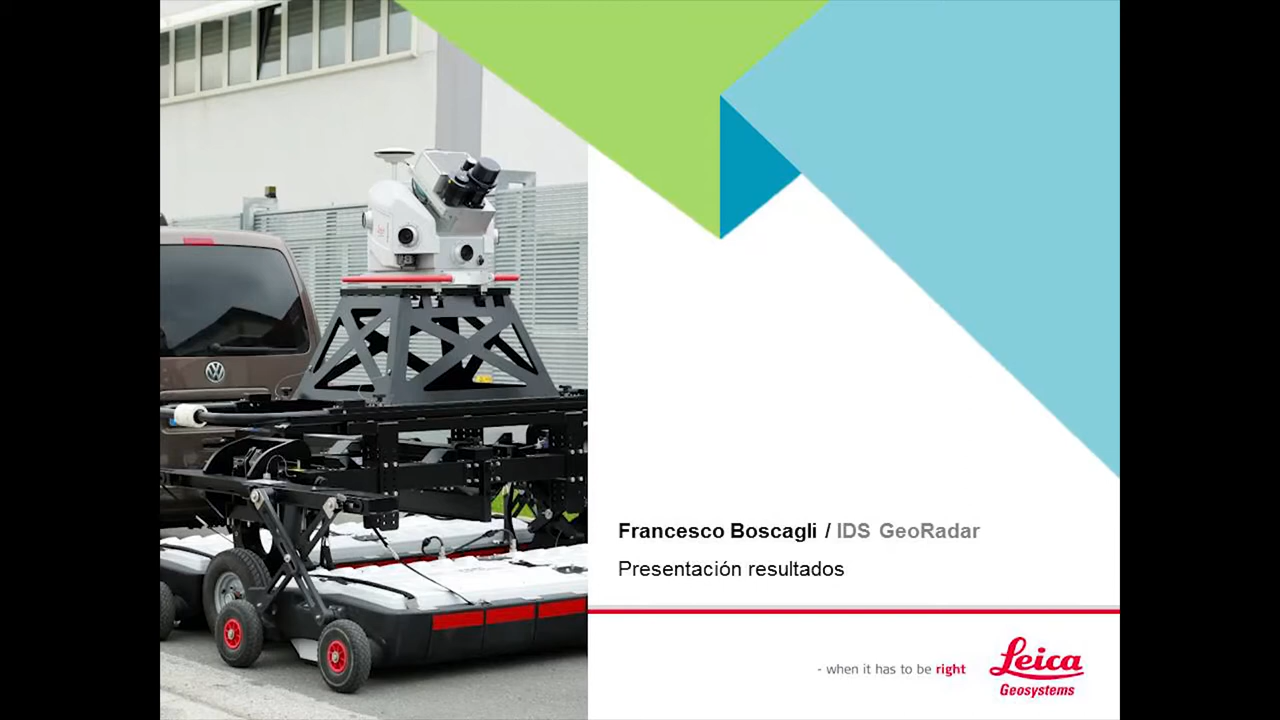 Francesco Boscagli / IDS GeoRadar
Presentación resultados
- when it has to be right
Leica
Geosystems